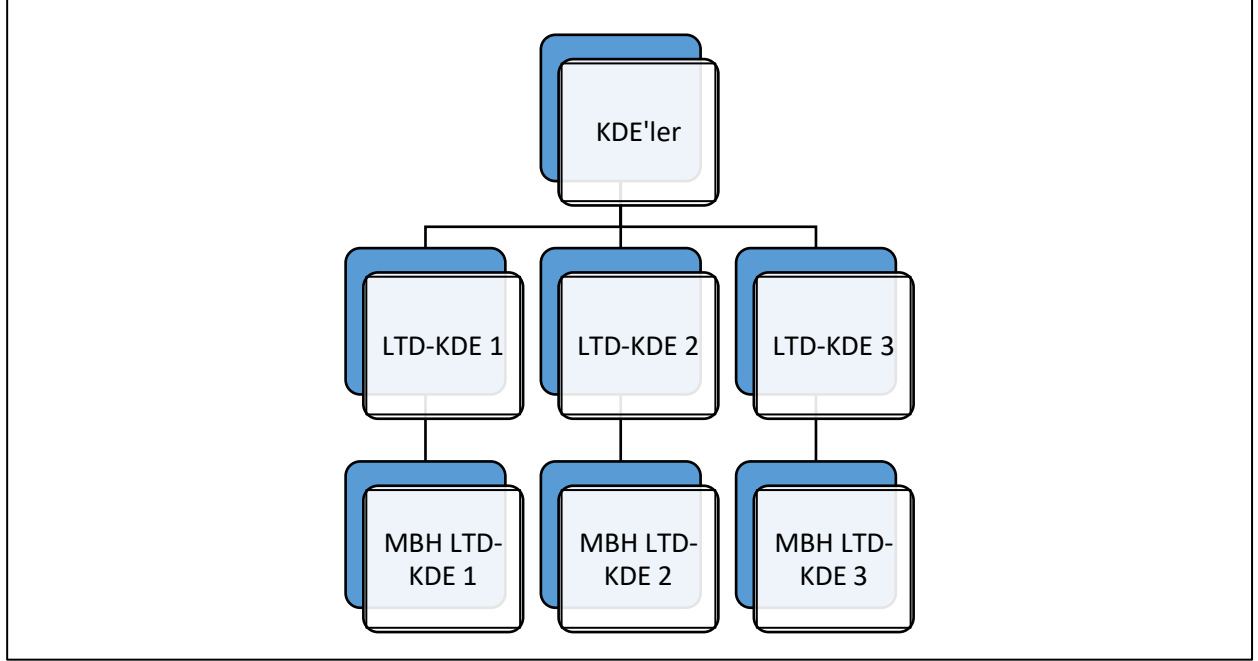 KDE'ler
LTD-KDE 1
LTD-KDE 2
LTD-KDE 3
MBH LTD-
KDE 1
MBH LTD-
KDE 2
MBH LTD-
KDE 3